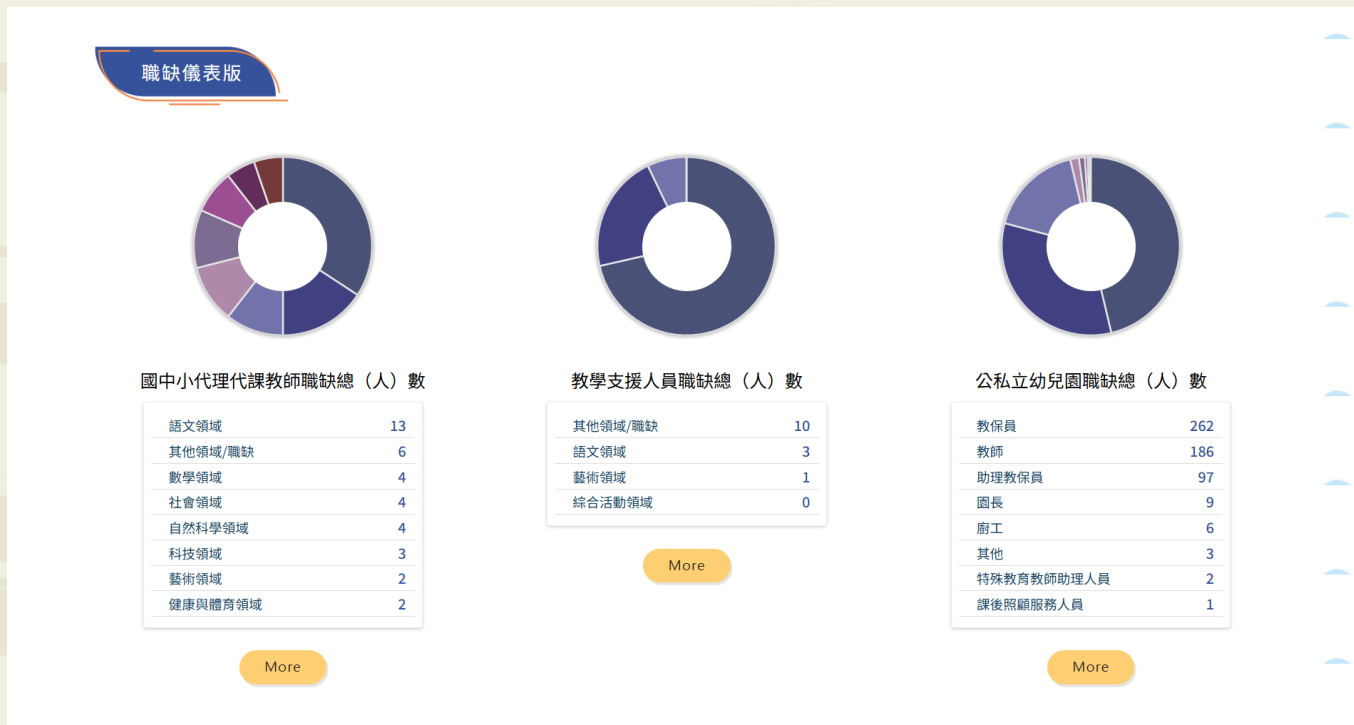 職缺儀表版
國中小代理代課教師職缺總（人）數
語文領域 13
其他領域/職缺 6
數學領域 4
社會領域 4
自然科學領域 4
科技領域 3
藝術領域 2
健康與體育領域 2
More
教學支援人員職缺總（人）數
其他領域/職缺 10
語文領域 3
藝術領域 1
綜合活動領域 0
More
公私立幼兒園職缺總（人）數
教保員 262
教師 186
助理教保員 97
園長 9
廚工 6
其他 3
特殊教育教師助理人員 2
課後照顧服務人員 1
More